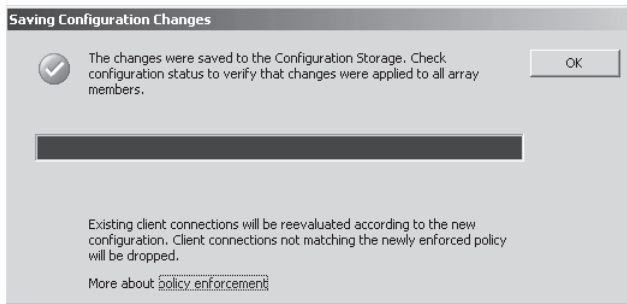 Saving Configuration Changes
The changes were saved to the Configuration Storage. Check
configuration status to verify that changes were applied to all array
members.
OK
Existing client connections will be reevaluated according to the new
configuration. Client connections not matching the newly enforced policy
will be dropped.
More about policy enforcement